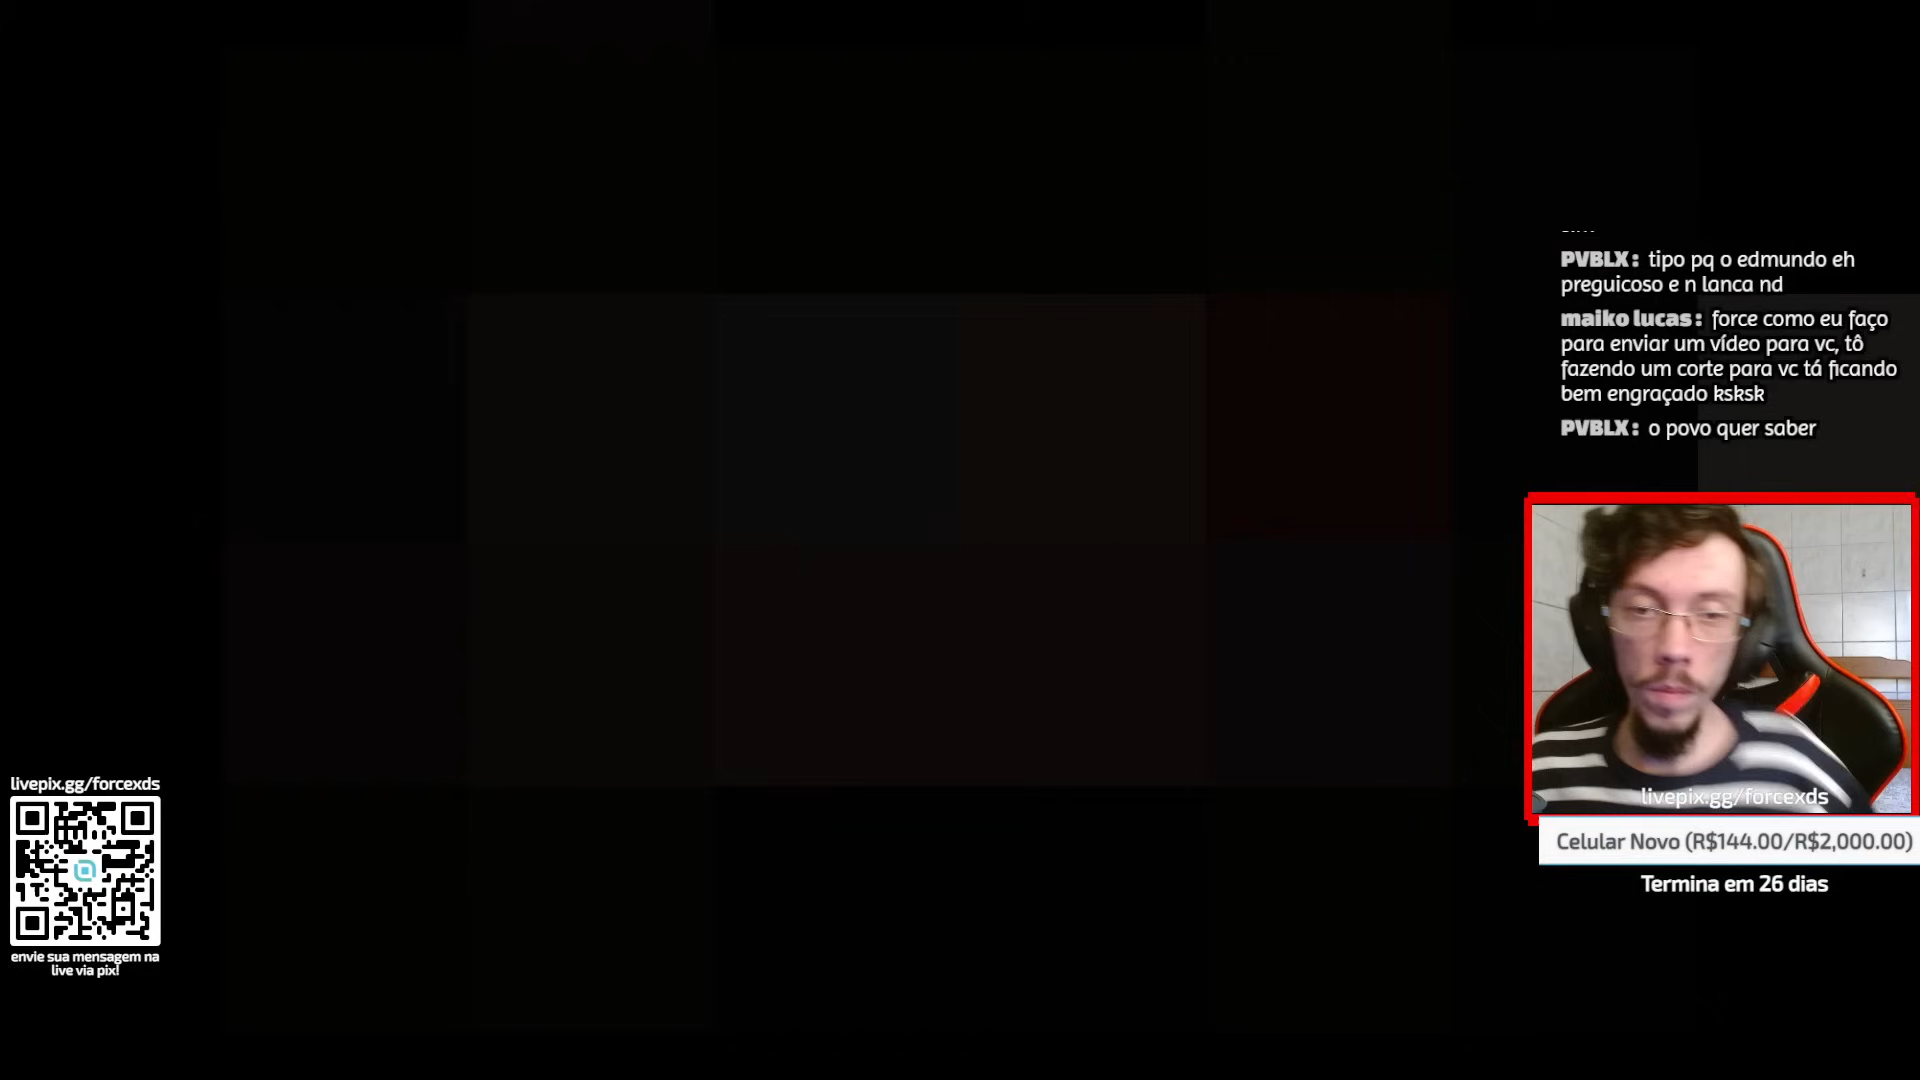 PVBLX: tipo pq o edmundo eh
preguicoso e n lanca nd
maiko lucas: force como eu faço
para enviar um vídeo para vc, tô
fazendo um corte para vc tá ficando
bem engraçado ksksk
PVBLX: o povo quer saber
livepix.gg/forcexds
Celular Novo (R$144.00/R$2,000.00)
Termina em 26 dias
livepix.gg/forcexds
envie sua mensagem na
live via pix!